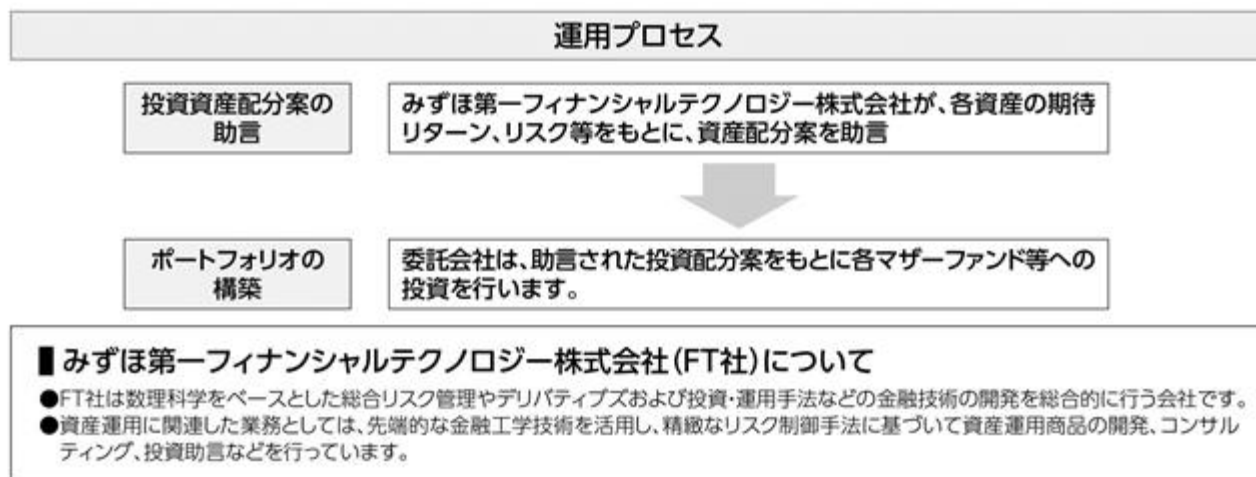 運用プロセス
投資資産配分案の
助言
みずほ第一フィナンシャルテクノロジー株式会社が、各資産の期待
リターン、リスク等をもとに、資産配分案を助言
ポートフォリオの
構築
委託会社は、助言された投資配分案をもとに各マザーファンド等への
投資を行います。
■みずほ第一フィナンシャルテクノロジー株式会社(FT社)について
●FT社は数理科学をベースとした総合リスク管理やデリバティブズおよび投資・運用手法などの金融技術の開発を総合的に行う会社です。
●資産運用に関連した業務としては、先端的な金融工学技術を活用し、精緻なリスク制御手法に基づいて資産運用商品の開発、コンサル
ティング、投資助言などを行っています。